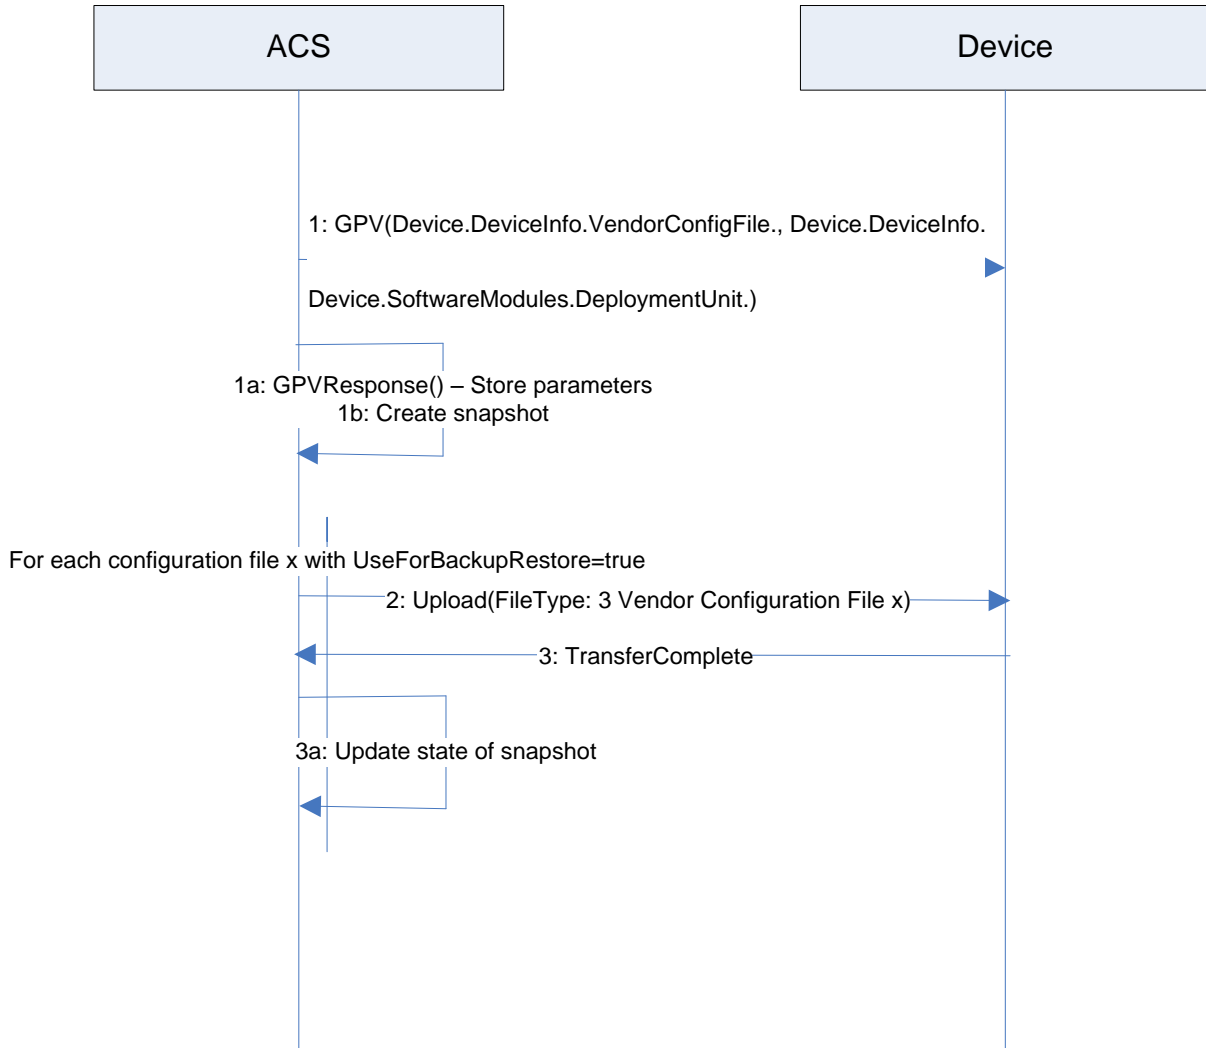 ACS
Device
1: GPV(Device.DeviceInfo.VendorConfigFile., Device.DeviceInfo.
Device.SoftwareModules.DeploymentUnit.)
1a: GPVResponse() – Store parameters
1b: Create snapshot
For each configuration file x with UseForBackupRestore=true
2: Upload(FileType: 3 Vendor Configuration File x)
3: TransferComplete
3a: Update state of snapshot